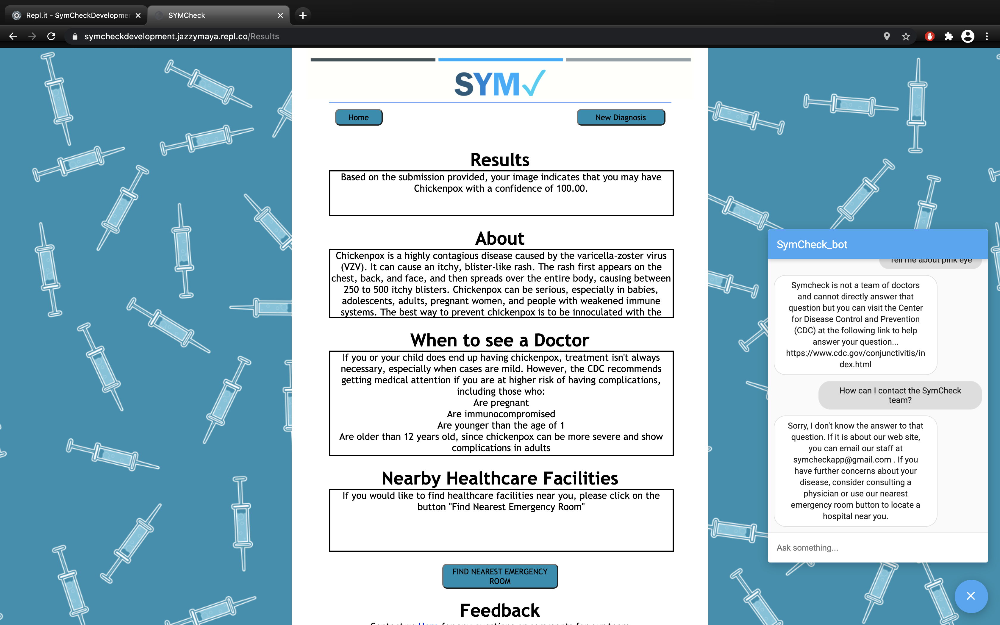 Repl.it - SymCheckDevelopme
SYMCheck
symcheckdevelopment.jazzymaya.repl.co/Results
SYM
Home
New Diagnosis
Results
Based on the submission provided, your image indicates that you may have
Chickenpox with a confidence of 100.00.
About
Chickenpox is a highly contagious disease caused by the varicella-zoster virus
(VZV). It can cause an itchy, blister-like rash. The rash first appears on the
chest, back, and face, and then spreads over the entire body, causing between
250 to 500 itchy blisters. Chickenpox can be serious, especially in babies,
adolescents, adults, pregnant women, and people with weakened immune
systems. The best way to prevent chickenpox is to be innoculated with the
When to see a Doctor
If you or your child does end up having chickenpox, treatment isn't always
necessary, especially when cases are mild. However, the CDC recommends
getting medical attention if you are at higher risk of having complications,
including those who:
Are pregnant
Are immunocompromised
Are younger than the age of 1
Are older than 12 years old, since chickenpox can be more severe and show
complications in adults
Nearby Healthcare Facilities
If you would like to find healthcare facilities near you, please click on the
button "Find Nearest Emergency Room"
FIND NEAREST EMERGENCY
ROOM
Feedback
Contact us Here for any questions or comments for our team
SymCheck_bot
Tell me about pink eye
Symcheck is not a team of doctors
and cannot directly answer that
question but you can visit the Center
for Disease Control and Prevention
(CDC) at the following link to help
answer your question...
https://www.cdc.gov/conjunctivitis/in
dex.html
How can I contact the SymCheck
team?
Sorry, I don't know the answer to that
question. If it is about our web site,
you can email our staff at
symcheckapp@gmail.com . If you
have further concerns about your
disease, consider consulting a
physician or use our nearest
emergency room button to locate a
hospital near you.
Ask something...